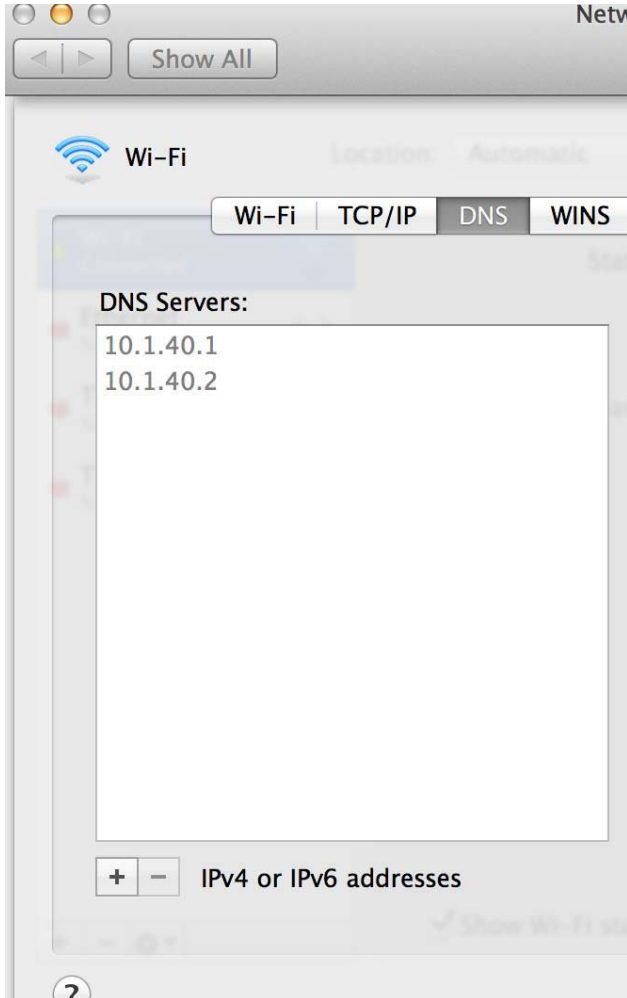 Netw
Show All
Wi-Fi
Location: Automatic
Wi-Fi TCP/IP DNS WINS
DNS Servers:
10.1.40.1
10.1.40.2
+ − IPv4 or IPv6 addresses
Show Wi-Fi sta
?